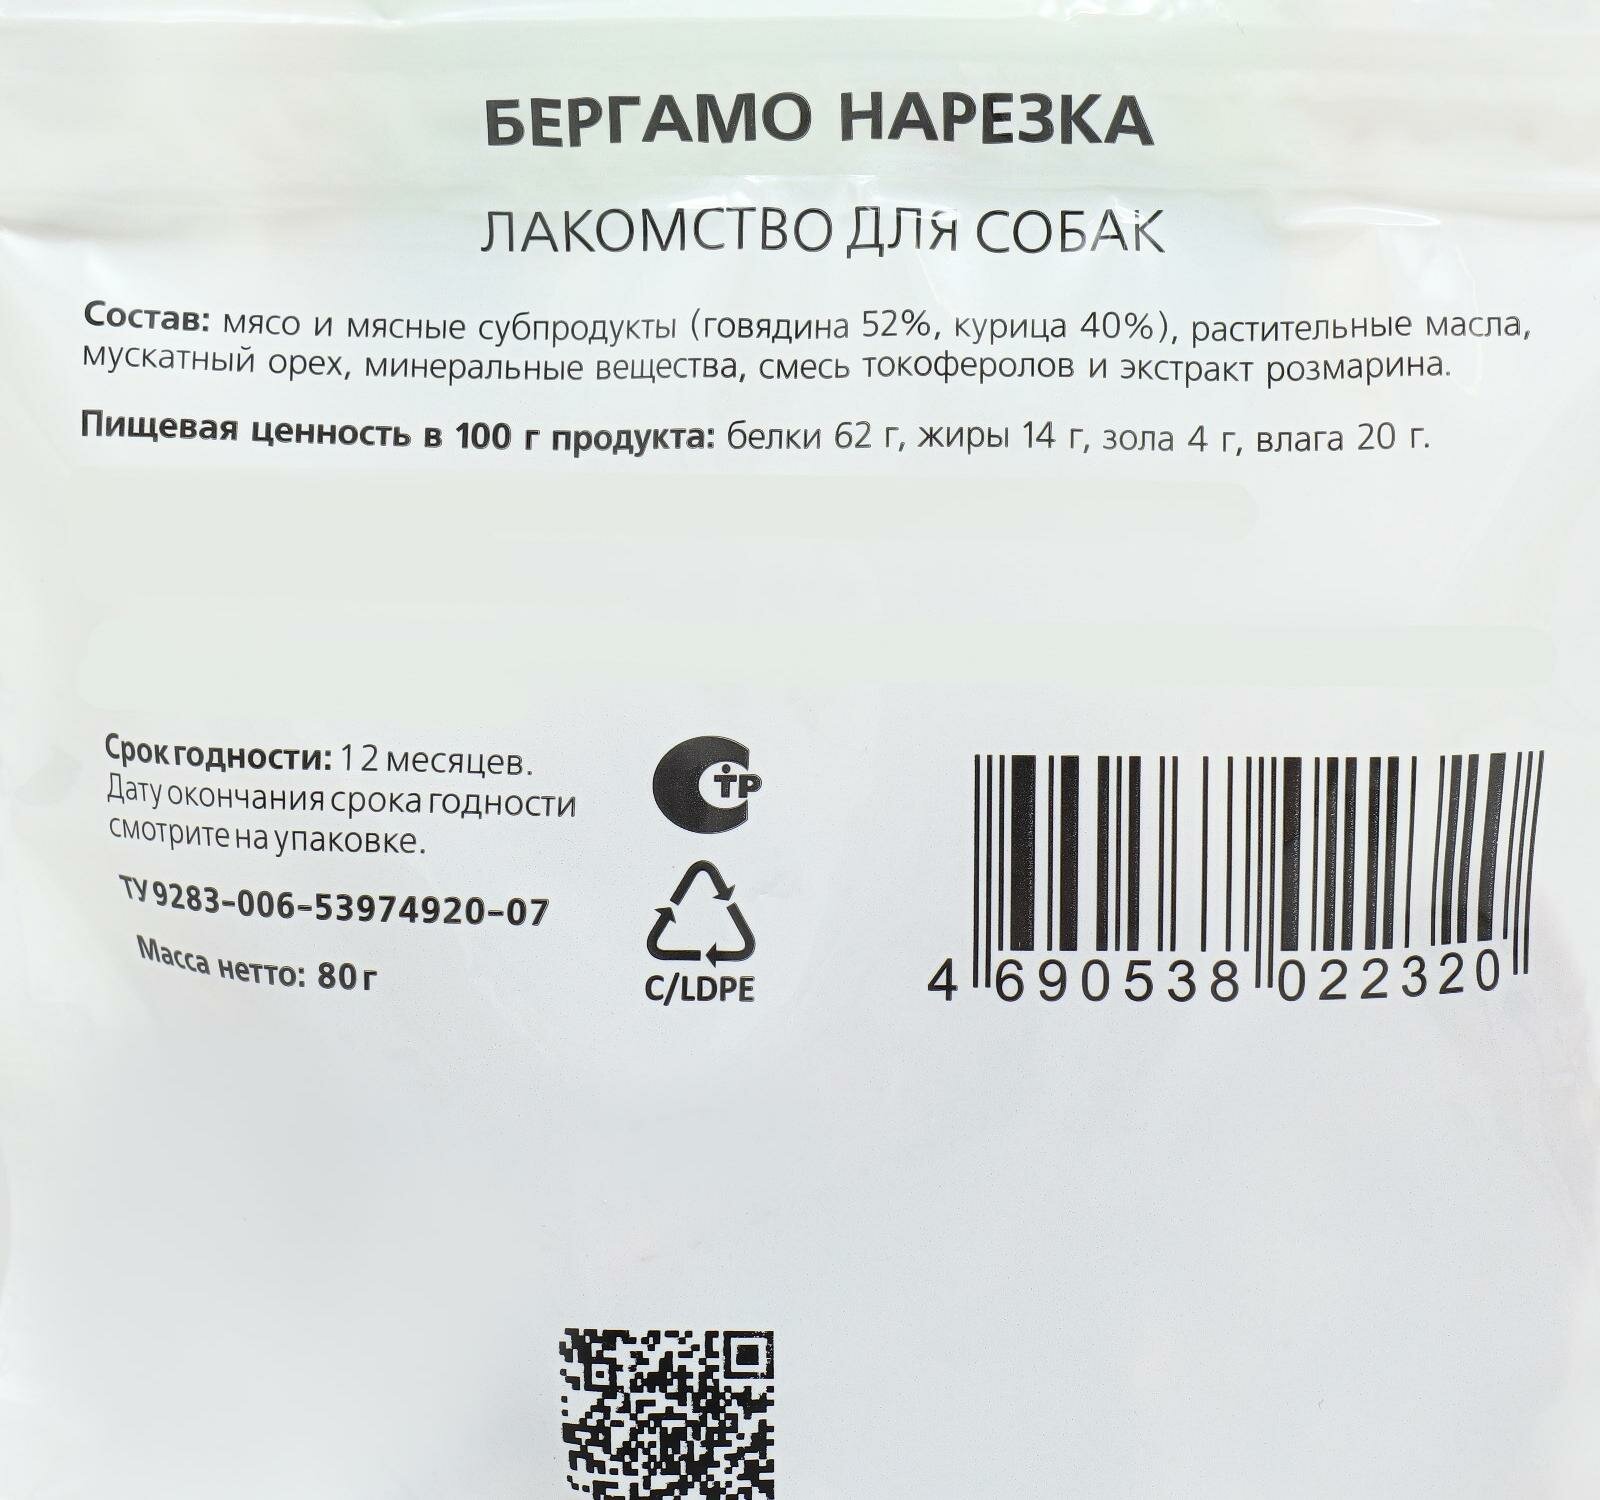 БЕРГАМО НАРЕЗКА
ЛАКОМСТВО ДЛЯ СОБАК
Состав: мясо и мясные субпродукты (говядина 52%, курица 40%), растительные масла,
мускатный орех, минеральные вещества, смесь токоферолов и экстракт розмарина.
Пищевая ценность в 100 г продукта: белки 62 г, жиры 14 г, зола 4 г, влага 20 г.
Срок годности: 12 месяцев.
Дату окончания срока годности
смотрите на упаковке.
ТУ 9283-006-53974920-07
Масса нетто: 80 г
СТР
C/LDPE
4 690538 022320